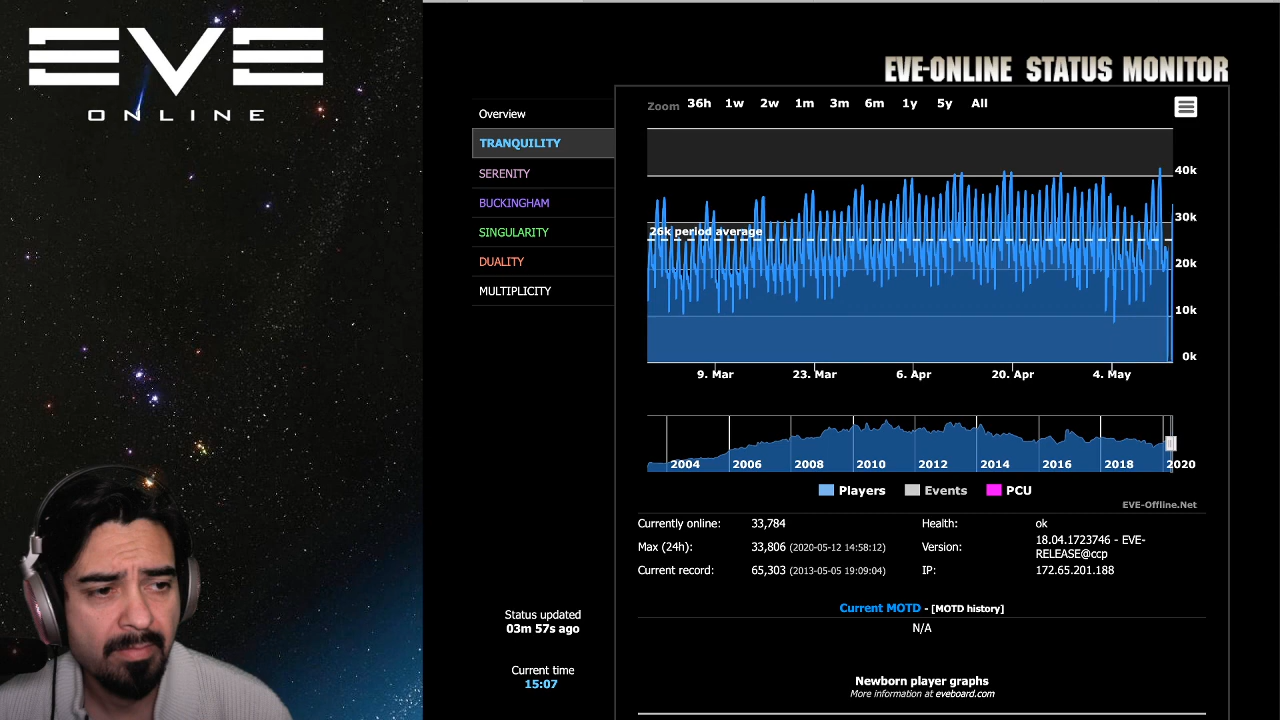 EVE
ONLINE
EVE-ONLINE STATUS MONITOR
Overview
TRANQUILITY
SERENITY
BUCKINGHAM
SINGULARITY
DUALITY
MULTIPLICITY
Zoom 36h 1w 2w 1m 3m 6m 1y 5y All
40k
30k
26k period average
20k
10k
0k
9. Mar 23. Mar 6. Apr 20. Apr 4. May
2004 2006 2008 2010 2012 2014 2016 2018 2020
Players Events PCU
EVE-Offline.Net
Currently online: 33,784 Health: ok
Max (24h): 33,806 (2020-05-12 14:58:12) Version: 18.04.1723746 - EVE-
RELEASE@ccp
Current record: 65,303 (2013-05-05 19:09:04) IP: 172.65.201.188
Current MOTD - [MOTD history]
N/A
Status updated
03m 57s ago
Current time
15:07
Newborn player graphs
More information at eveboard.com